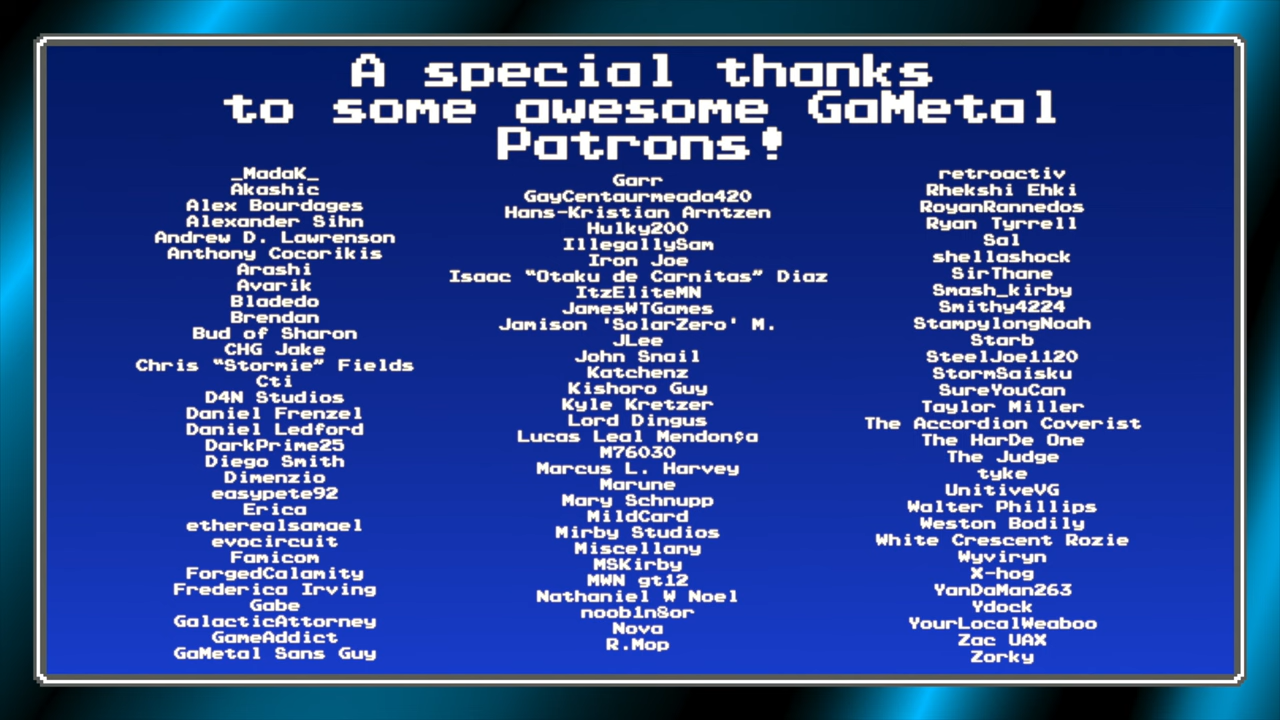 A special thanks
to some awesome GaMetal
Patrons!
_MadaK_
Akashic
Alex Bourdages
Alexander Sihn
Andrew D. Lawrenson
Anthony Cocorikis
Arashi
Avarik
Bladedo
Brendan
Bud of Sharon
CHG Jake
Chris “Stormie” Fields
Cti
D4N Studios
Daniel Frenzel
Daniel Ledford
DarkPrime25
Diego Smith
Dimenzio
easypete92
Erica
etherealsamael
evocircuit
Famicom
ForgedCalamity
Frederica Irving
Gabe
GalacticAttorney
GameAddict
GaMetal Sans Guy
Garr
GayCentaurmeada420
Hans-Kristian Arntzen
Hulky200
IllegallySam
Iron Joe
Isaac “Otaku de Carnitas” Diaz
ItzEliteMN
JamesWTGames
Jamison 'SolarZero' M.
JLee
John Snail
Katchenz
Kishoro Guy
Kyle Kretzer
Lord Dingus
Lucas Leal Mendonça
M76030
Marcus L. Harvey
Marune
Mary Schnupp
MildCard
Mirby Studios
Miscellany
MSKirby
MWN gt12
Nathaniel W Noel
noob1n8or
Nova
R.Mop
retroactiv
Rhekshi Ehki
RoyanRannedos
Ryan Tyrrell
Sal
shellashock
SirThane
Smash_kirby
Smithy4224
StampylongNoah
Starb
SteelJoe1120
StormSaisku
SureYouCan
Taylor Miller
The Accordion Coverist
The HarDe One
The Judge
tyke
UnitiveVG
Walter Phillips
Weston Bodily
White Crescent Rozie
Wyviryn
X-hog
YanDaMan263
Ydock
YourLocalWeaboo
Zac UAX
Zorky